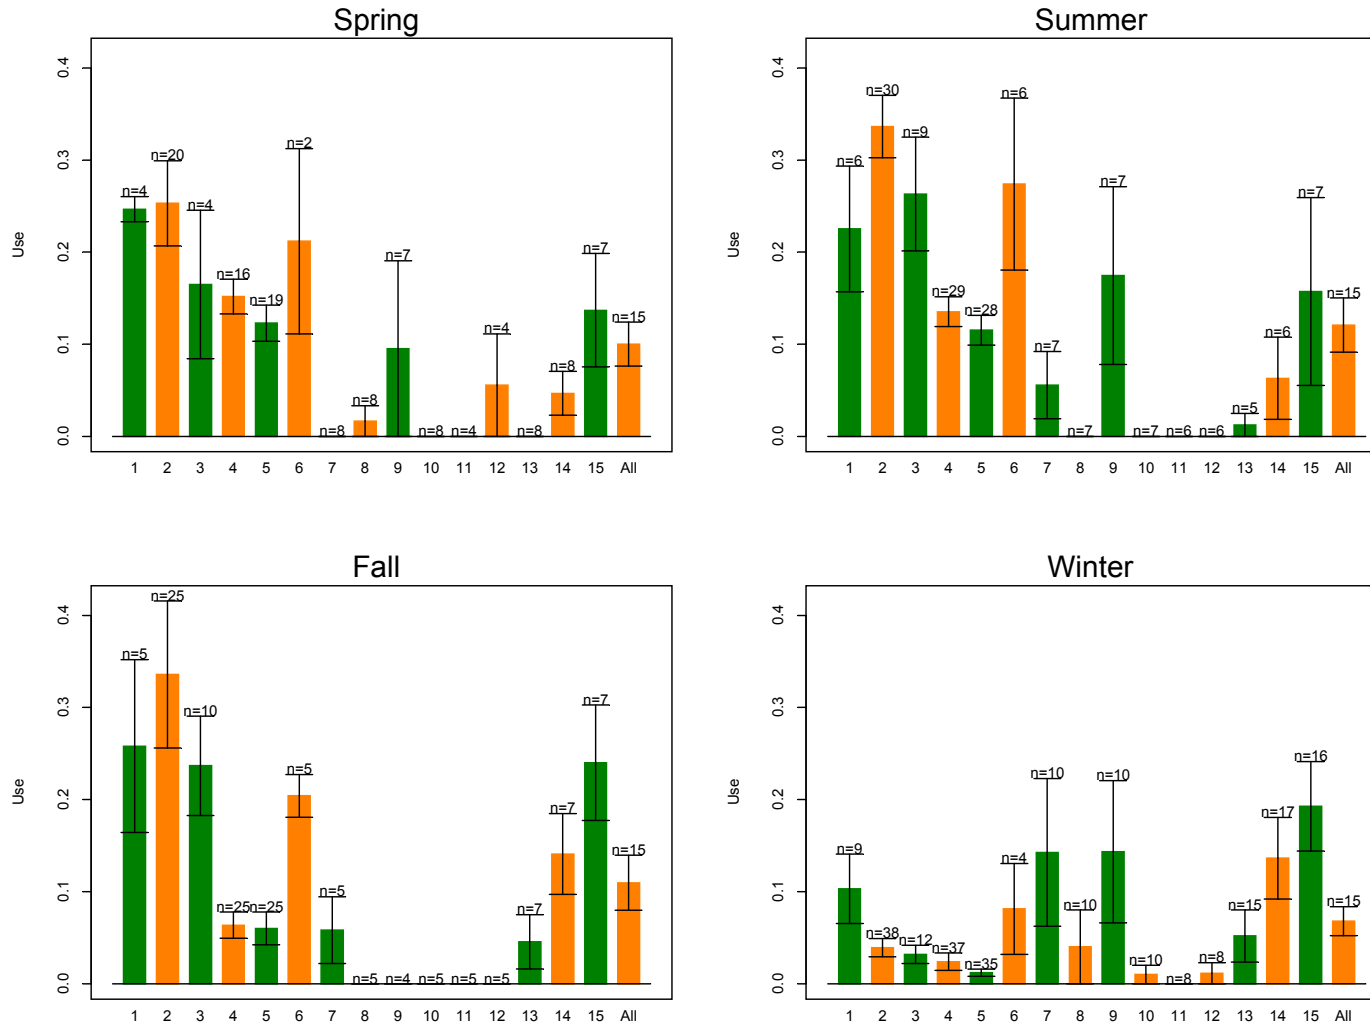 Spring
Use
0.4
0.3
0.2
0.1
0.0
n=4
n=20
n=4
n=16
n=19
n=2
n=8
n=8
n=7
n=8
n=4
n=4
n=8
n=8
n=7
n=15
1 2 3 4 5 6 7 8 9 10 11 12 13 14 15 All
Summer
Use
0.4
0.3
0.2
0.1
0.0
n=6
n=30
n=9
n=29
n=28
n=6
n=7
n=7
n=7
n=7
n=6
n=6
n=5
n=6
n=7
n=15
1 2 3 4 5 6 7 8 9 10 11 12 13 14 15 All
Fall
Use
0.4
0.3
0.2
0.1
0.0
n=5
n=25
n=10
n=25
n=25
n=5
n=5
n=5
n=4
n=5
n=5
n=5
n=7
n=7
n=7
n=15
1 2 3 4 5 6 7 8 9 10 11 12 13 14 15 All
Winter
Use
0.4
0.3
0.2
0.1
0.0
n=9
n=38
n=12
n=37
n=35
n=4
n=10
n=10
n=10
n=10
n=8
n=8
n=15
n=17
n=16
n=15
1 2 3 4 5 6 7 8 9 10 11 12 13 14 15 All